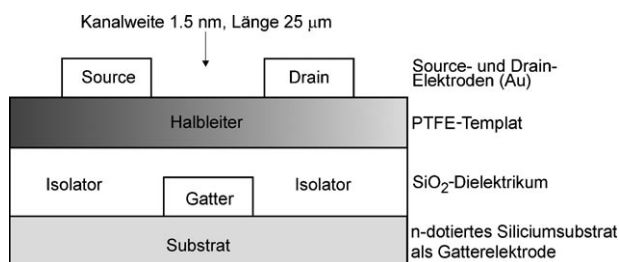 Kanalweite 1.5 nm, Länge 25 μm
Source
Drain
Source- und Drain-
Elektroden (Au)
Halbleiter
PTFE-Templat
Isolator
Isolator
SiO2-Dielektrikum
Gatter
Substrat
n-dotiertes Siliciumsubstrat
als Gatterelektrode